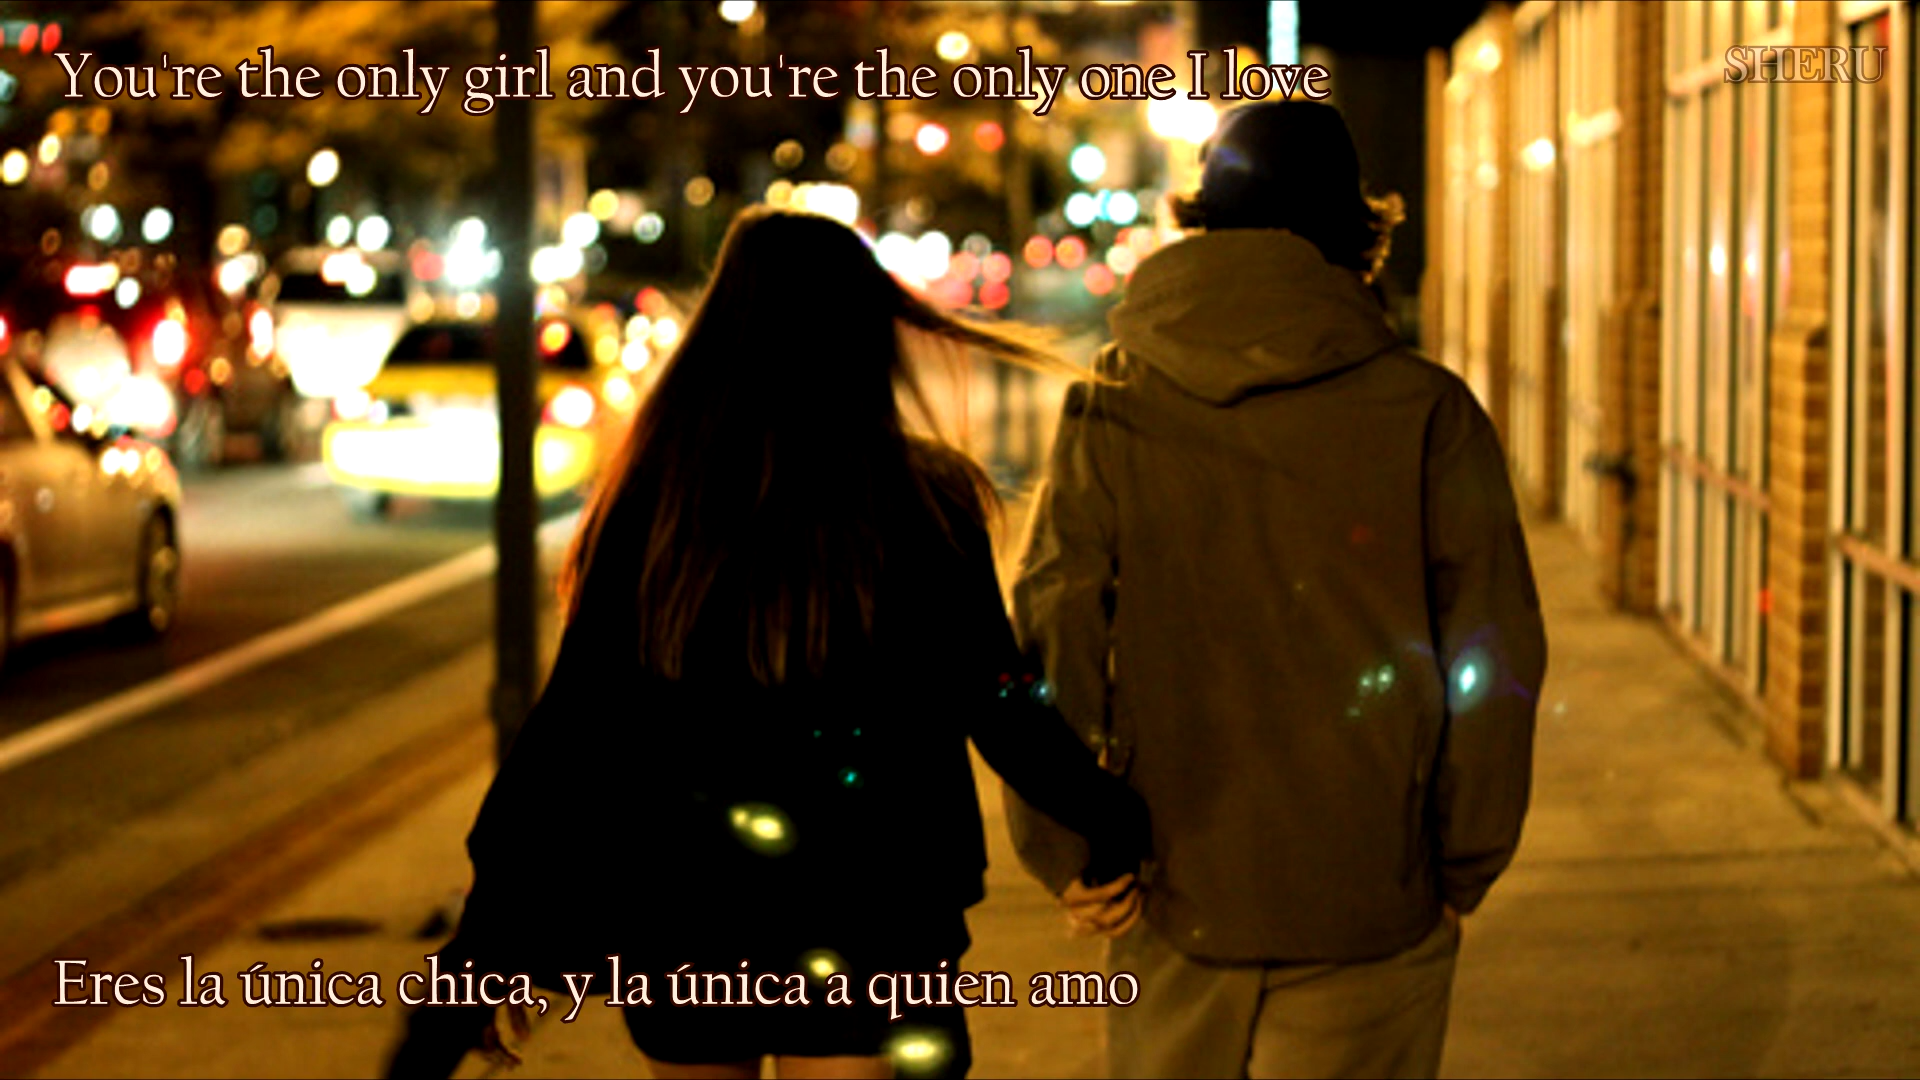 You're the only girl and you're the only one I love
SHERU
Eres la única chica, y la única a quien amo